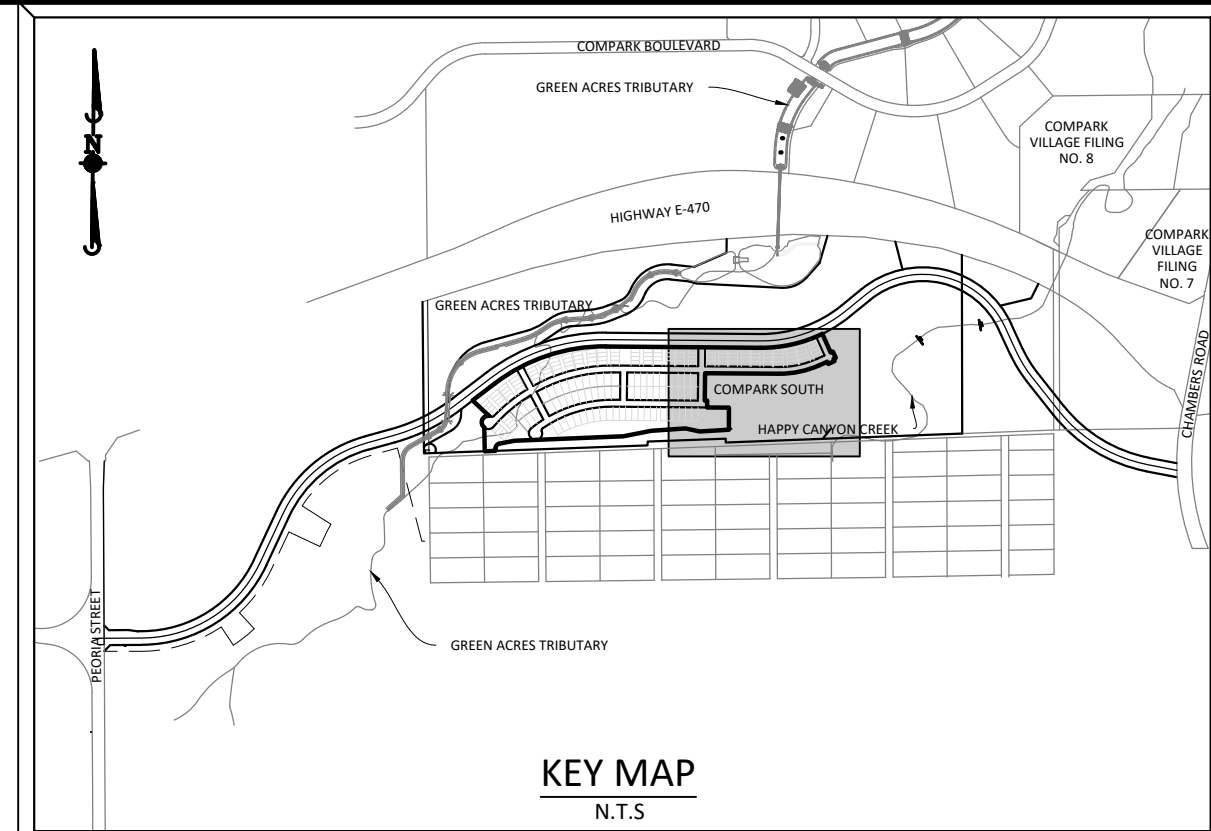 COMPARK BOULEVARD
GREEN ACRES TRIBUTARY
COMPARK
VILLAGE FILING
NO. 8
N
HIGHWAY E-470
COMPARK
VILLAGE
FILING
NO. 7
GREEN ACRES TRIBUTARY
CHAMBERS ROAD
COMPARK SOUTH
HAPPY CANYON CREEK
PEORIA STREET
GREEN ACRES TRIBUTARY
KEY MAP
N.T.S